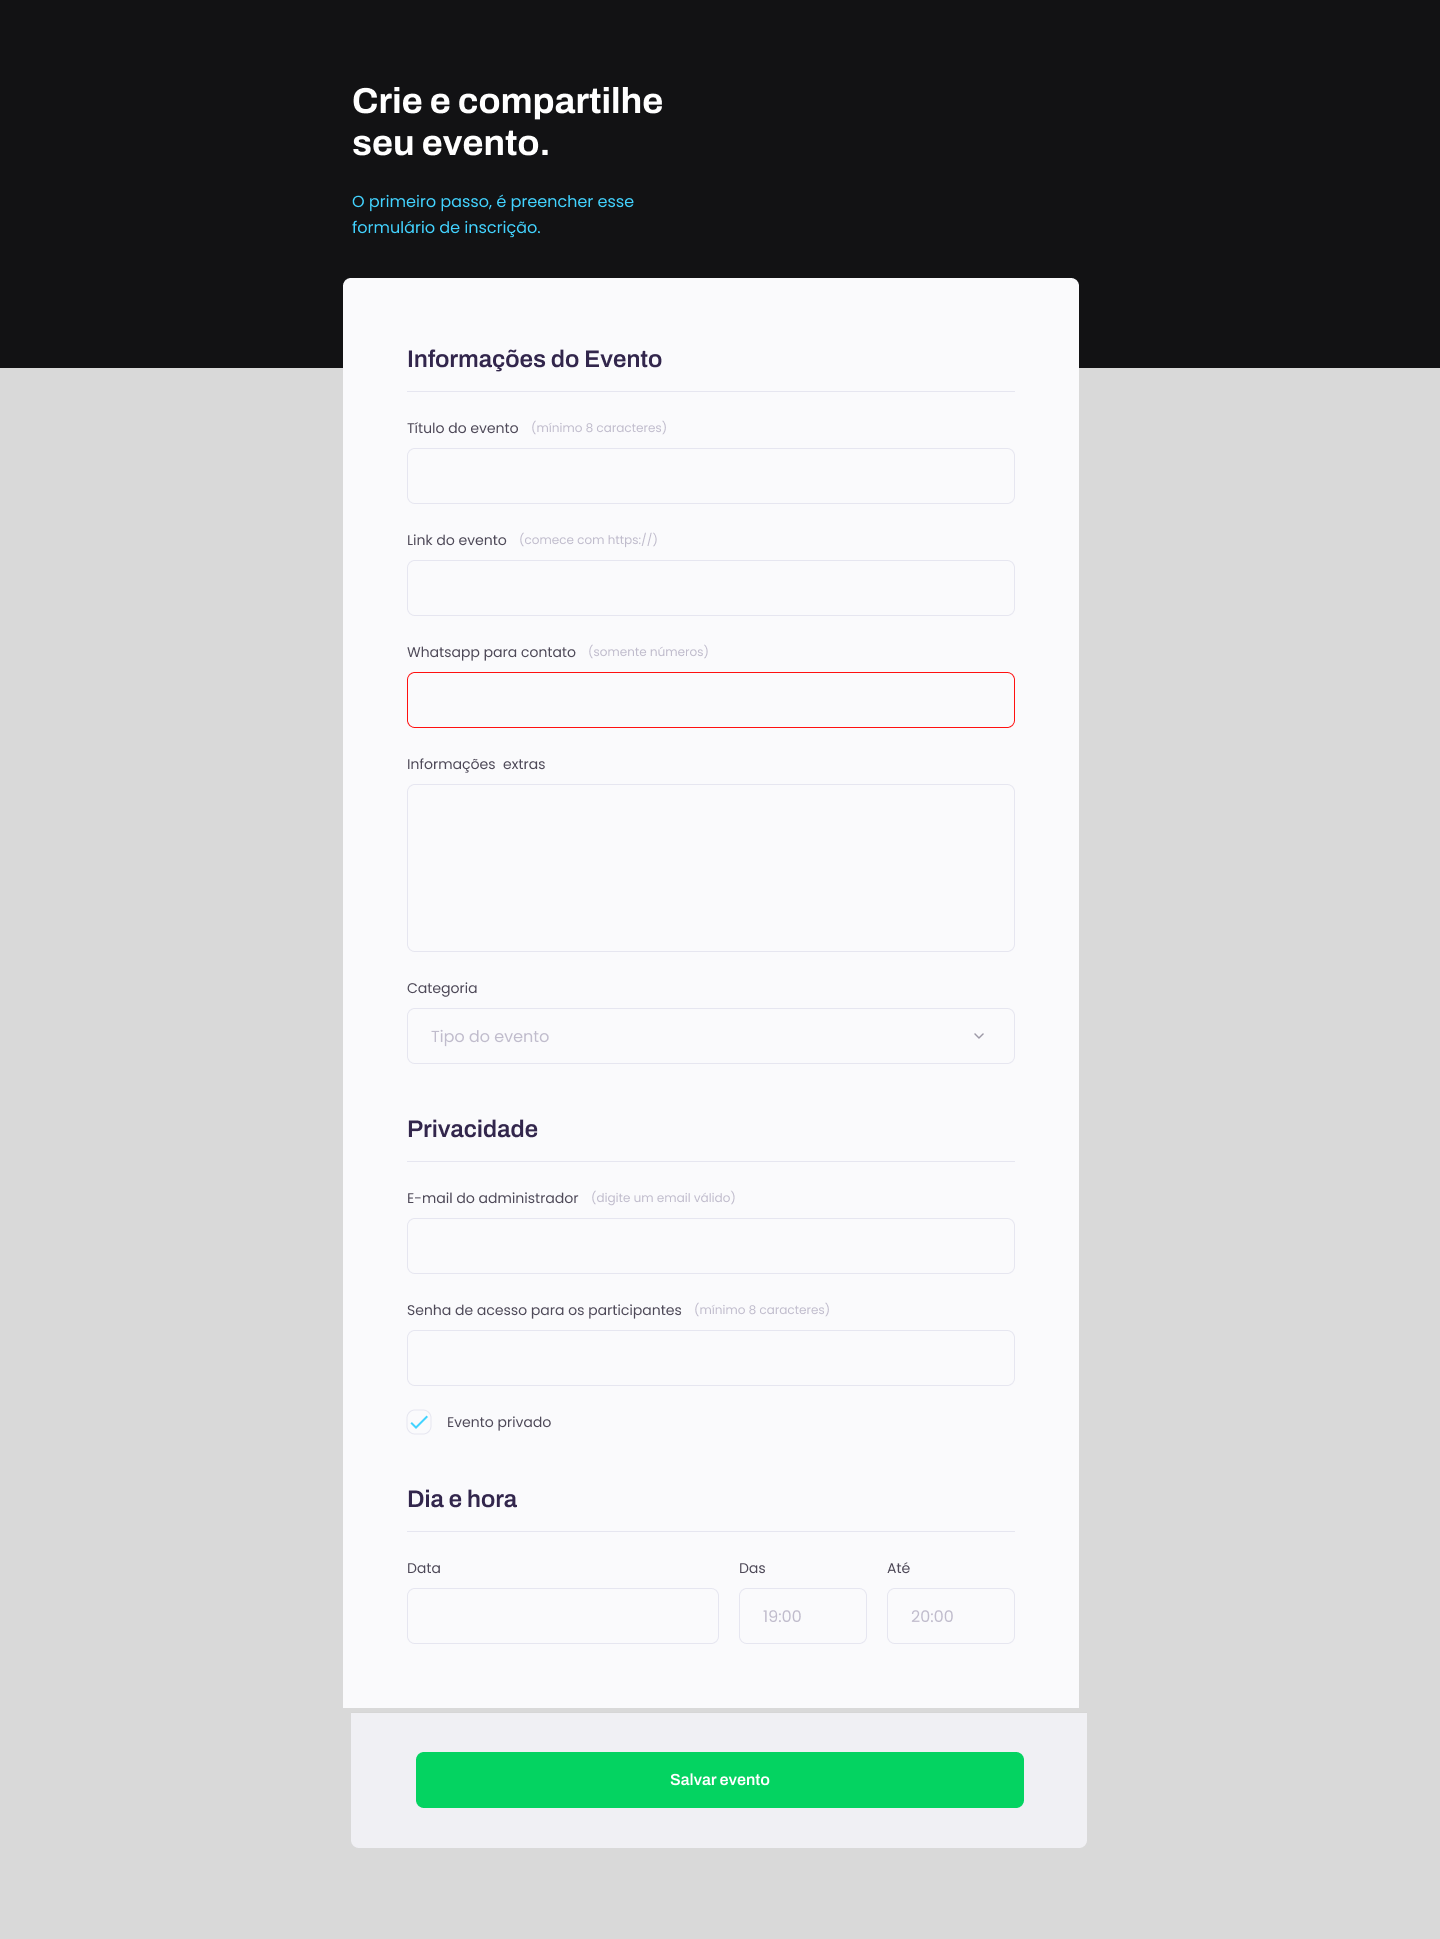 Crie e compartilhe
seu evento.
O primeiro passo, é preencher esse
formulário de inscrição.
Informações do Evento
Título do evento (mínimo 8 caracteres)
Link do evento (comece com https://)
Whatsapp para contato (somente números)
Informações extras
Categoria
Tipo do evento
Privacidade
E-mail do administrador (digite um email válido)
Senha de acesso para os participantes (mínimo 8 caracteres)
Evento privado
Dia e hora
Data Das Até
19:00 20:00
Salvar evento